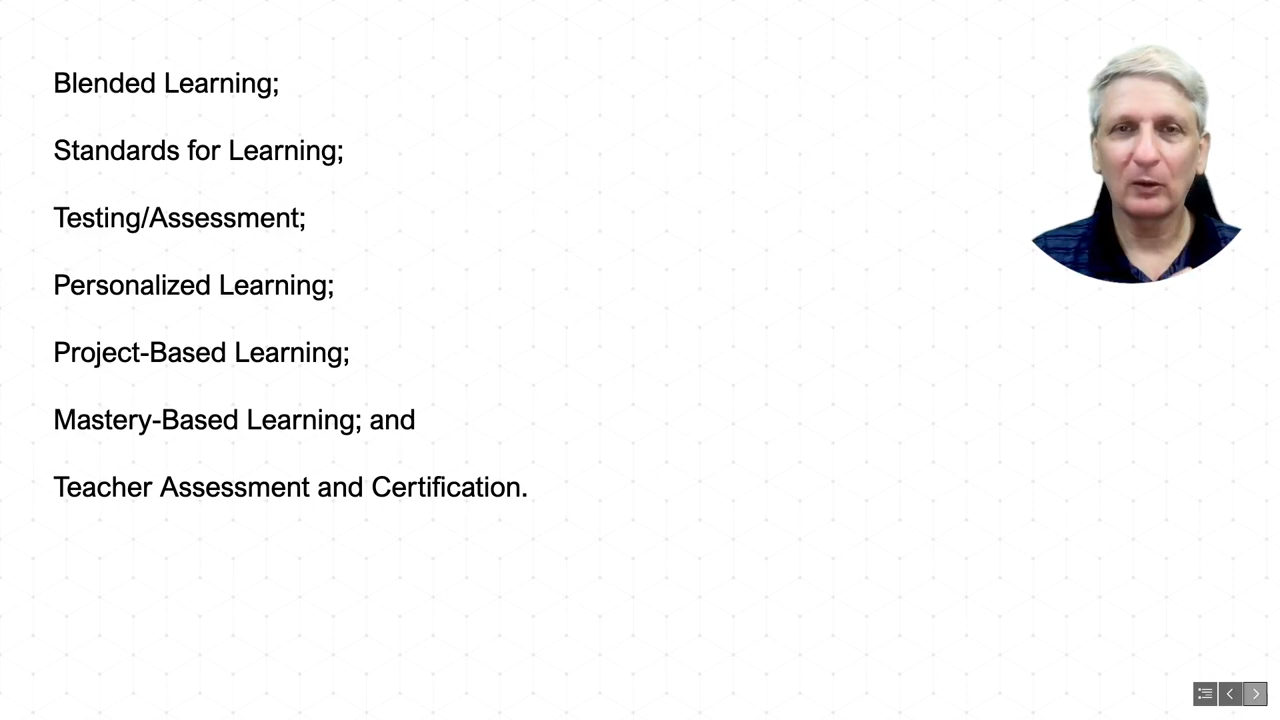 Blended Learning;
Standards for Learning;
Testing/Assessment;
Personalized Learning;
Project-Based Learning;
Mastery-Based Learning; and
Teacher Assessment and Certification.